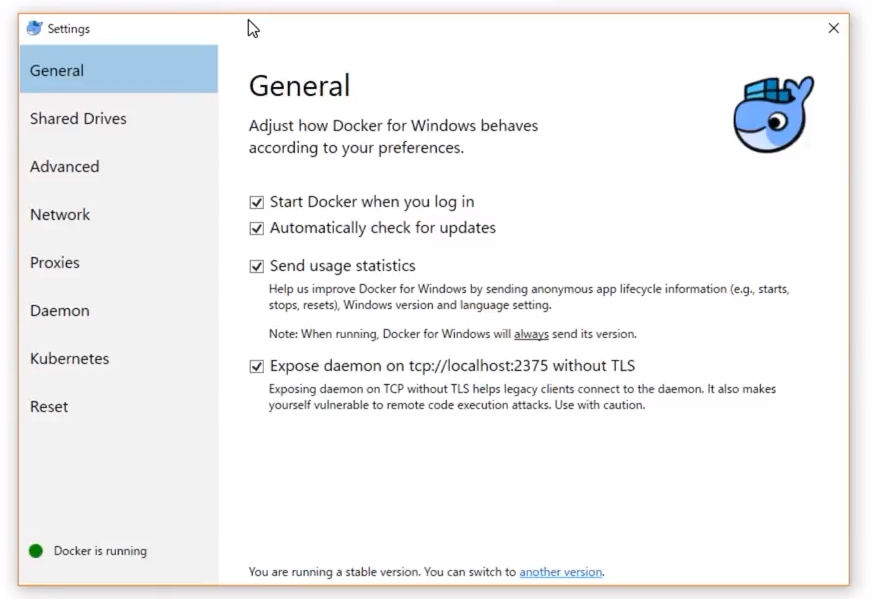 Settings
General
Shared Drives
Advanced
Network
Proxies
Daemon
Kubernetes
Reset
Docker is running
General
Adjust how Docker for Windows behaves
according to your preferences.
Start Docker when you log in
Automatically check for updates
Send usage statistics
Help us improve Docker for Windows by sending anonymous app lifecycle information (e.g., starts,
stops, resets), Windows version and language setting.
Note: When running, Docker for Windows will always send its version.
Expose daemon on tcp://localhost:2375 without TLS
Exposing daemon on TCP without TLS helps legacy clients connect to the daemon. It also makes
yourself vulnerable to remote code execution attacks. Use with caution.
You are running a stable version. You can switch to another version.